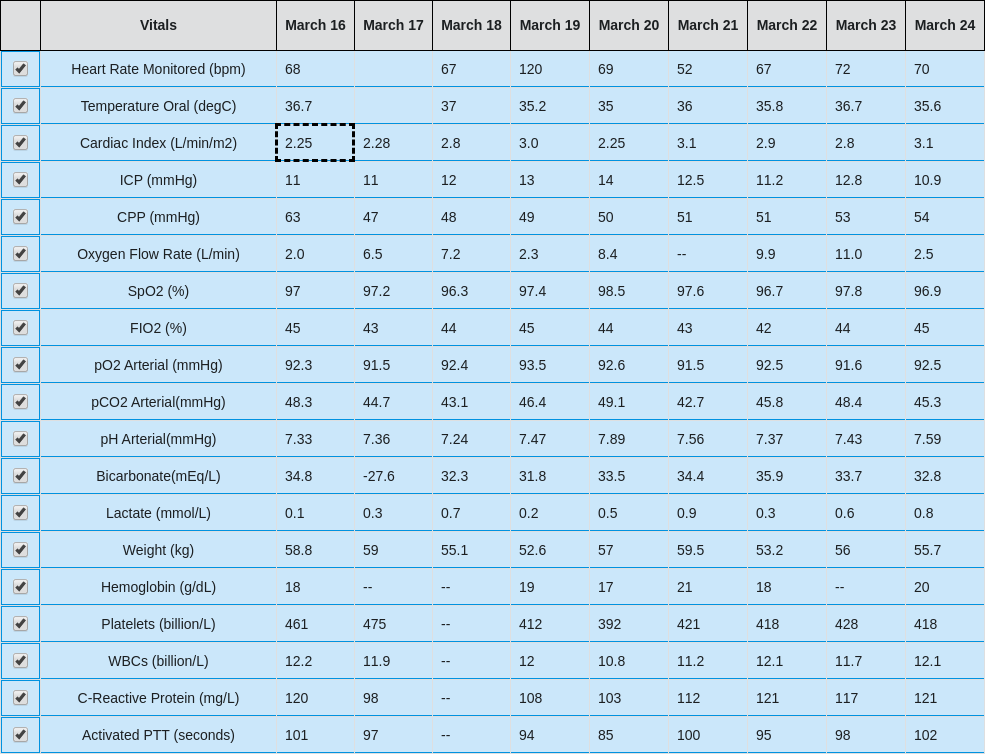 Vitals March 16 March 17 March 18 March 19 March 20 March 21 March 22 March 23 March 24
Heart Rate Monitored (bpm) 68 67 120 69 52 67 72 70
Temperature Oral (degC) 36.7 37 35.2 35 36 35.8 36.7 35.6
Cardiac Index (L/min/m2) 2.25 2.28 2.8 3.0 2.25 3.1 2.9 2.8 3.1
ICP (mmHg) 11 11 12 13 14 12.5 11.2 12.8 10.9
CPP (mmHg) 63 47 48 49 50 51 51 53 54
Oxygen Flow Rate (L/min) 2.0 6.5 7.2 2.3 8.4 -- 9.9 11.0 2.5
SpO2 (%) 97 97.2 96.3 97.4 98.5 97.6 96.7 97.8 96.9
FIO2 (%) 45 43 44 45 44 43 42 44 45
pO2 Arterial (mmHg) 92.3 91.5 92.4 93.5 92.6 91.5 92.5 91.6 92.5
pCO2 Arterial(mmHg) 48.3 44.7 43.1 46.4 49.1 42.7 45.8 48.4 45.3
pH Arterial(mmHg) 7.33 7.36 7.24 7.47 7.89 7.56 7.37 7.43 7.59
Bicarbonate(mEq/L) 34.8 -27.6 32.3 31.8 33.5 34.4 35.9 33.7 32.8
Lactate (mmol/L) 0.1 0.3 0.7 0.2 0.5 0.9 0.3 0.6 0.8
Weight (kg) 58.8 59 55.1 52.6 57 59.5 53.2 56 55.7
Hemoglobin (g/dL) 18 -- -- 19 17 21 18 -- 20
Platelets (billion/L) 461 475 -- 412 392 421 418 428 418
WBCs (billion/L) 12.2 11.9 -- 12 10.8 11.2 12.1 11.7 12.1
C-Reactive Protein (mg/L) 120 98 -- 108 103 112 121 117 121
Activated PTT (seconds) 101 97 -- 94 85 100 95 98 102